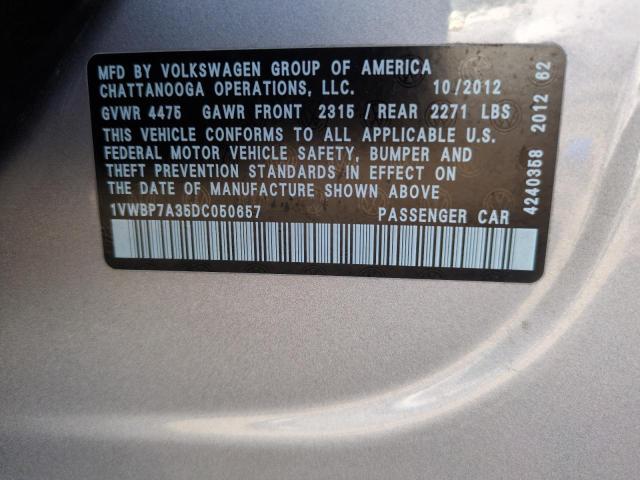 MFD BY VOLKSWAGEN GROUP OF AMERICA
CHATTANOOGA OPERATIONS, LLC. 10/2012
GVWR 4475 GAWR FRONT 2315 / REAR 2271 LBS
THIS VEHICLE CONFORMS TO ALL APPLICABLE U.S.
FEDERAL MOTOR VEHICLE SAFETY, BUMPER AND
THEFT PREVENTION STANDARDS IN EFFECT ON
THE DATE OF MANUFACTURE SHOWN ABOVE
1VWBP7A35DC050657 PASSENGER CAR
4240358 2012 62